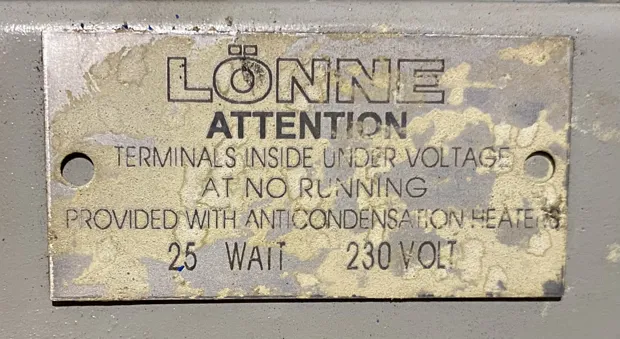 LÖNNE
ATTENTION
TERMINALS INSIDE UNDER VOLTAGE
AT NO RUNNING
PROVIDED WITH ANTICONDENSATION HEATERS
25 WATT 230 VOLT